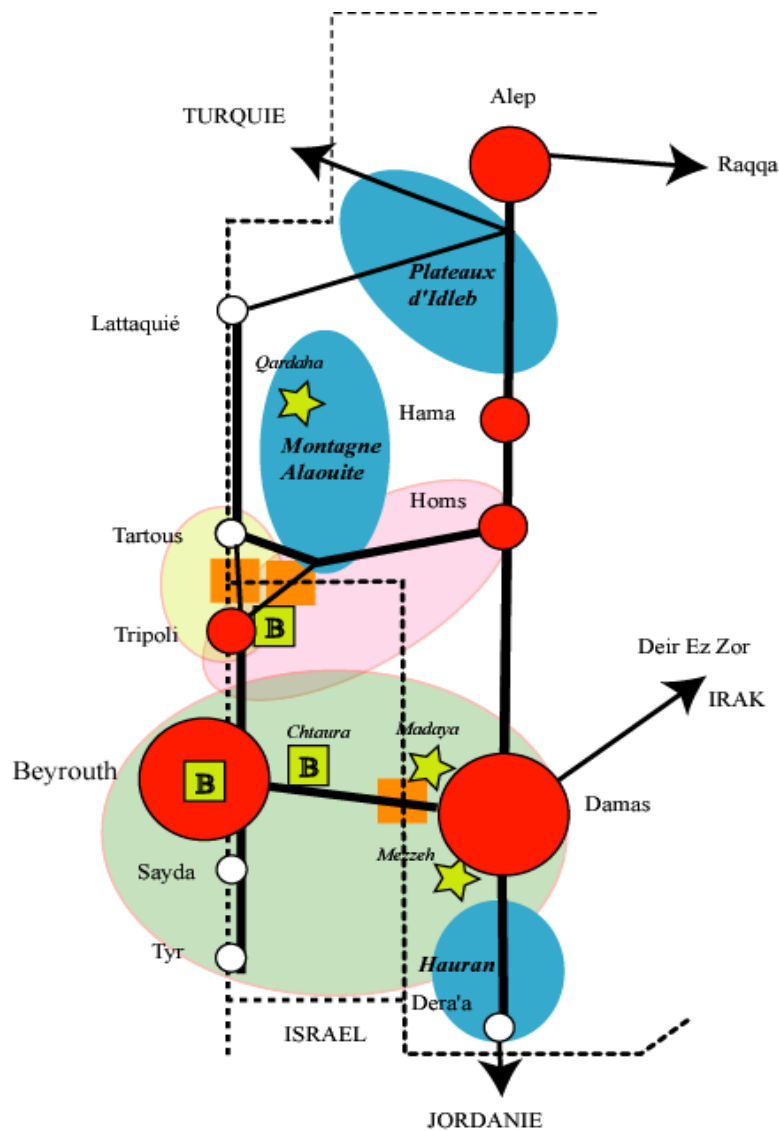 Alep
TURQUIE
Raqqa
Plateaux
d'Idleb
Lattaquié
Qardaha
Hama
Montagne
Alaouite
Homs
Tartous
Tripoli
B
Deir Ez Zor
IRAK
Chtaura
Madaya
Beyrouth
B
B
Damas
Mezzeh
Sayda
Tyr
Hauran
Dera'a
ISRAEL
JORDANIE